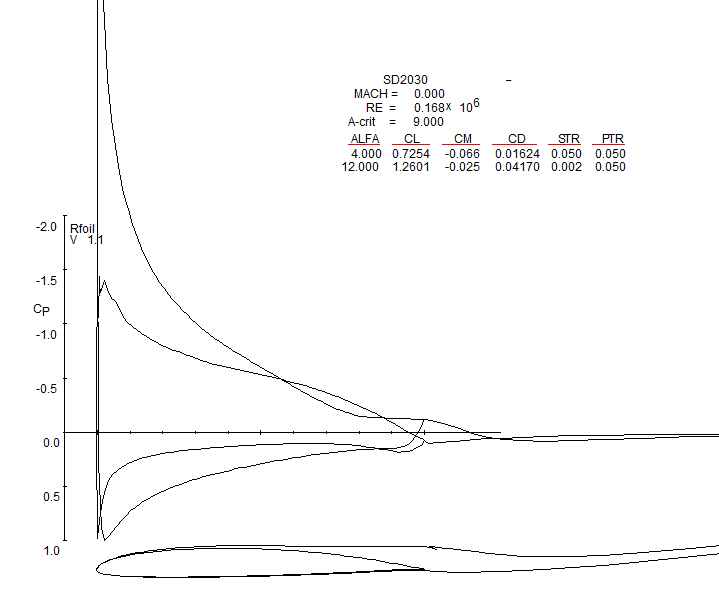 SD2030 –
MACH = 0.000
RE = 0.168x 10^6
A-crit = 9.000
ALFA CL CM CD STR PTR
4.000 0.7254 -0.066 0.01624 0.050 0.050
12.000 1.2601 -0.025 0.04170 0.002 0.050
-2.0
Rfoil
V 1.1
-1.5
CP
-1.0
-0.5
0.0
0.5
1.0